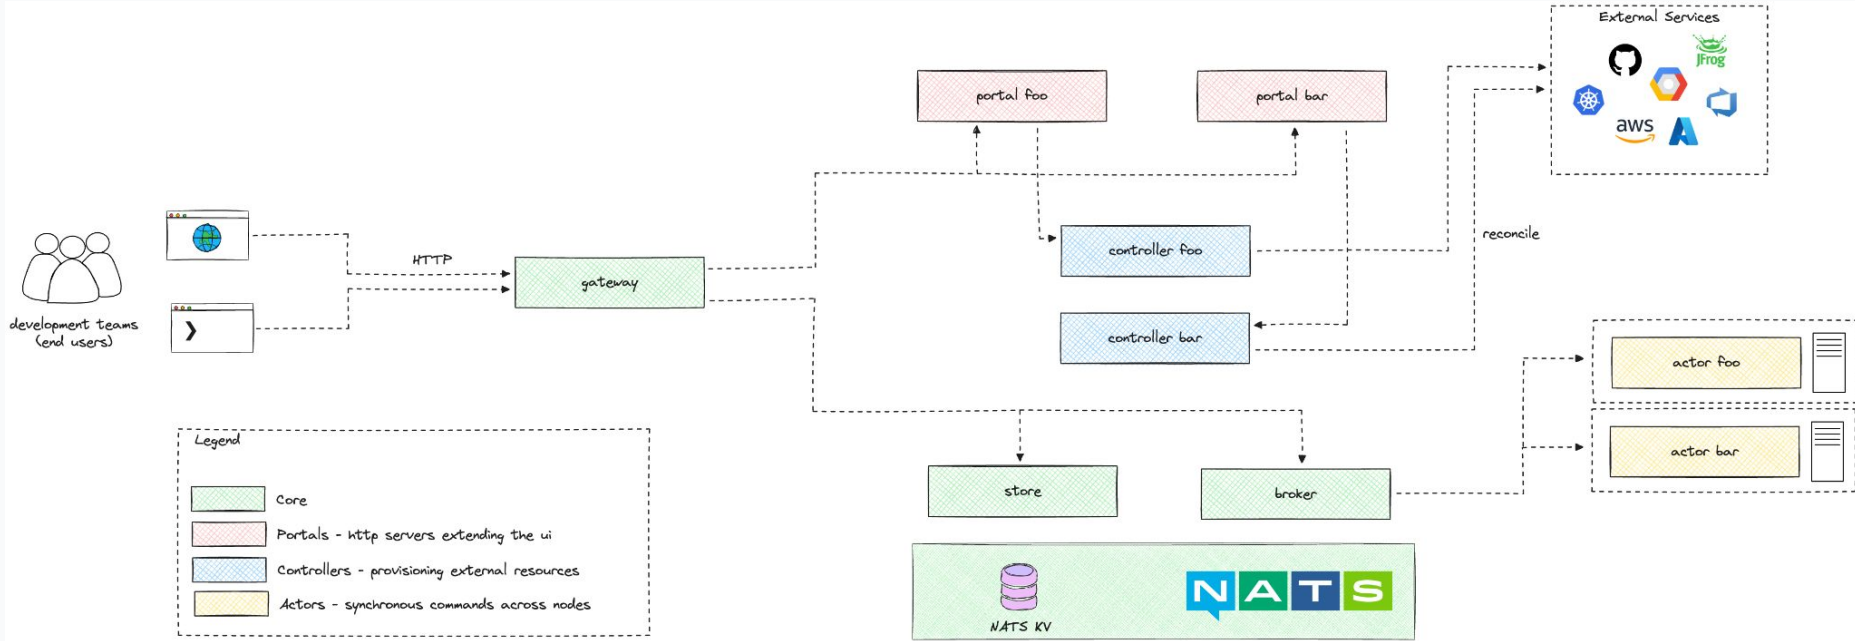 External Services
JFrog
aws
portal foo
portal bar
controller foo
reconcile
HTTP
gateway
development teams
(end users)
controller bar
actor foo
actor bar
store
broker
Legend
Core
Portals - http servers extending the ui
Controllers - provisioning external resources
Actors - synchronous commands across nodes
NATS KV
NATS